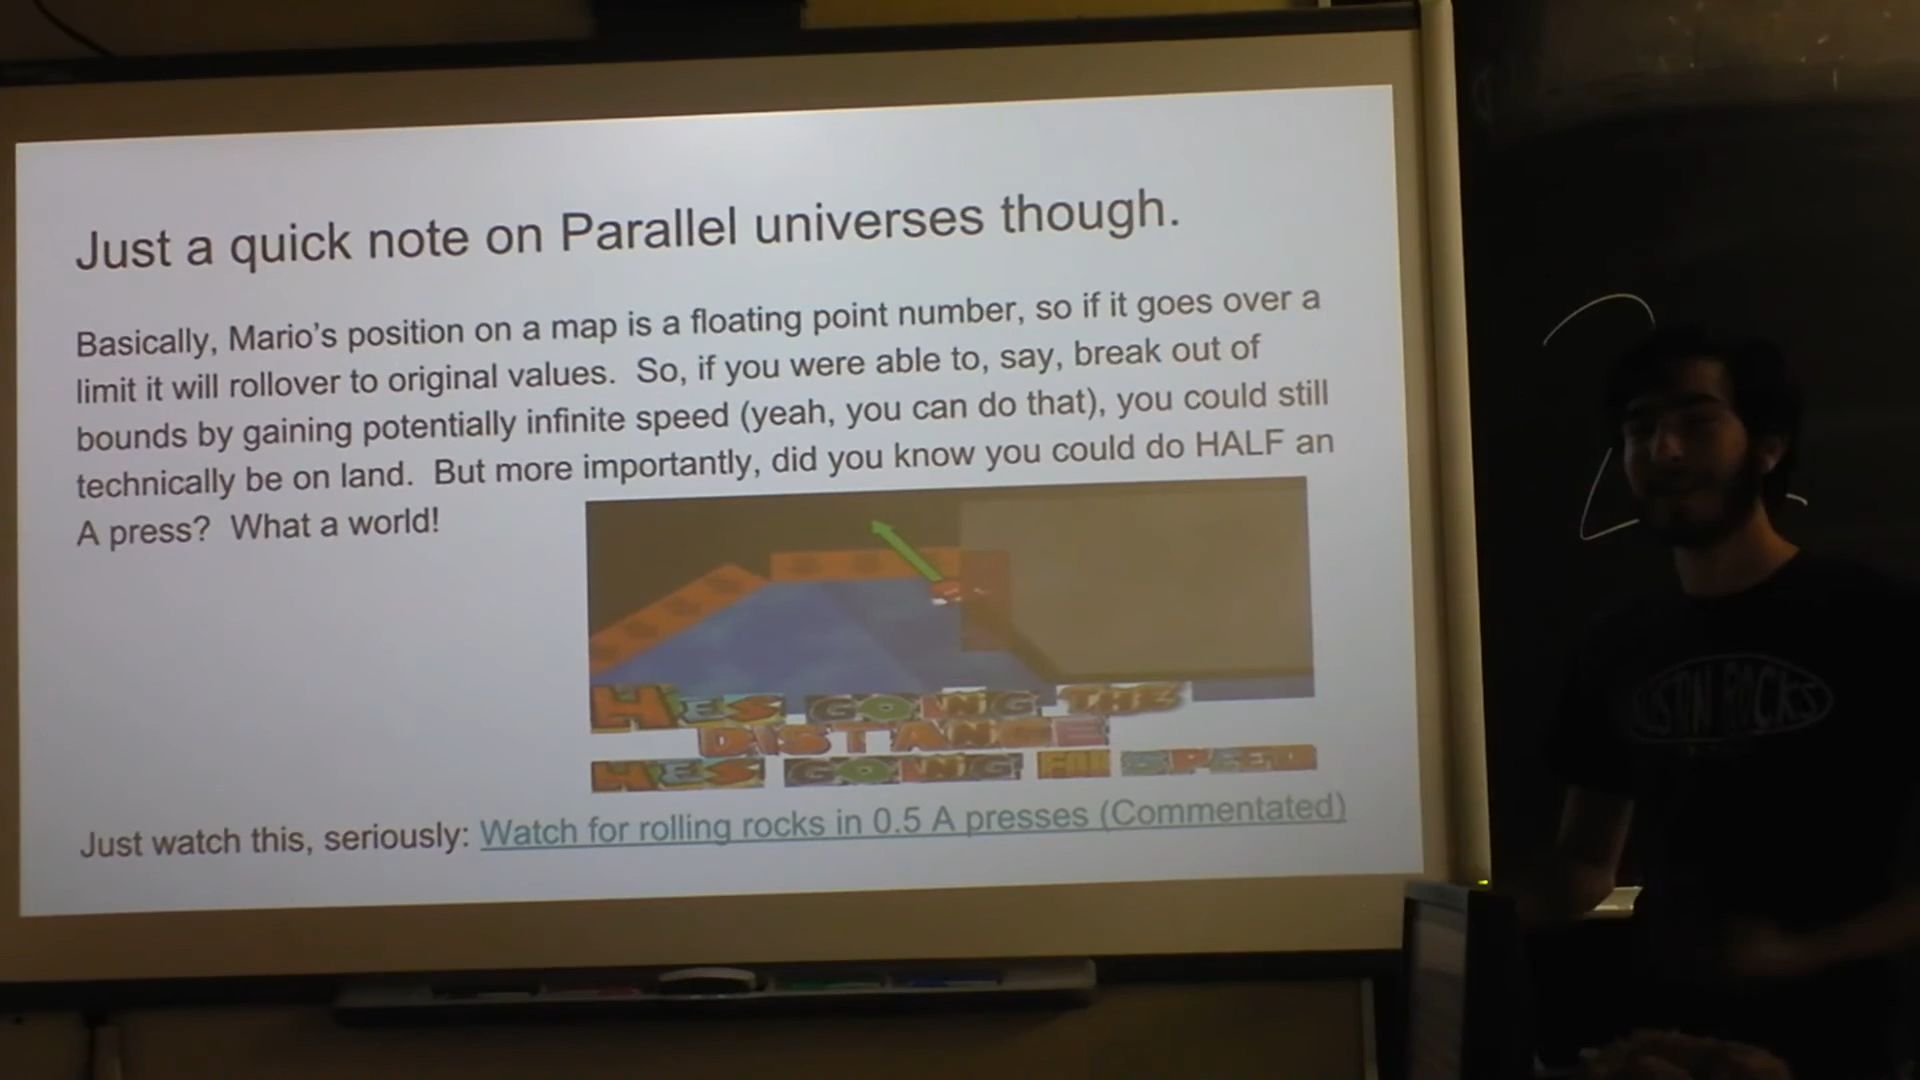 Just a quick note on Parallel universes though.
Basically, Mario's position on a map is a floating point number, so if it goes over a
limit it will rollover to original values.  So, if you were able to, say, break out of
bounds by gaining potentially infinite speed (yeah, you can do that), you could still
technically be on land.  But more importantly, did you know you could do HALF an
A press?  What a world!
HES GOING THE
DISTANCE
HES GOING FOR SPEED
Just watch this, seriously: Watch for rolling rocks in 0.5 A presses (Commentated)
ROCKS